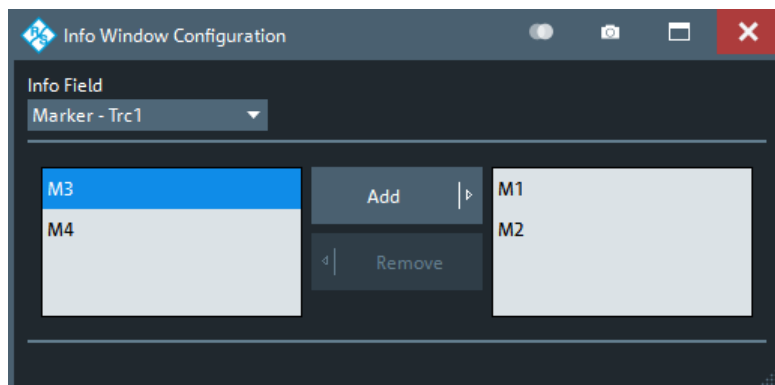 R&S Info Window Configuration
Info Field
Marker - Trc1
M3
M4
Add
Remove
M1
M2